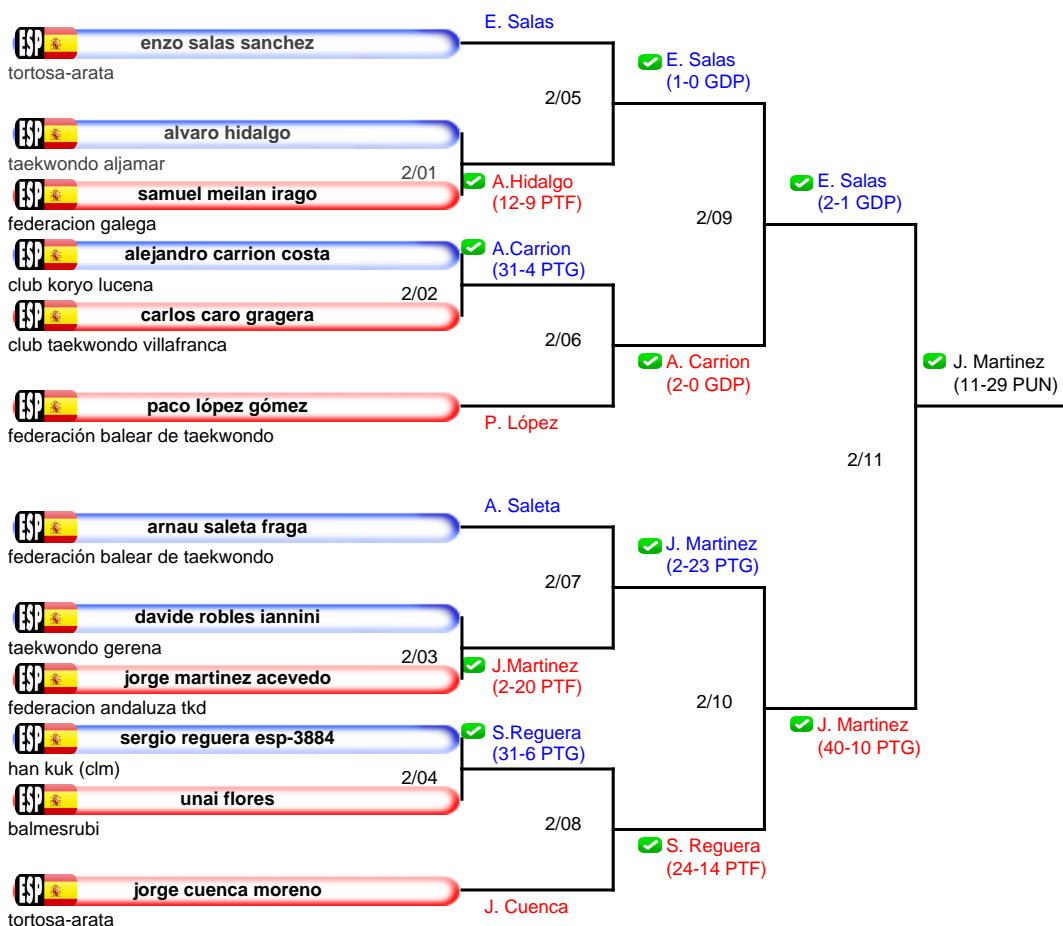 E. Salas
ESP enzo salas sanchez
tortosa-arata
E. Salas
(1-0 GDP)
2/05
ESP alvaro hidalgo
taekwondo aljamar
2/01
ESP samuel meilan irago
federacion galega
A.Hidalgo
(12-9 PTF)
E. Salas
(2-1 GDP)
2/09
ESP alejandro carrion costa
club koryo lucena
A.Carrion
(31-4 PTG)
2/02
ESP carlos caro gragera
club taekwondo villafranca
2/06
A. Carrion
(2-0 GDP)
J. Martinez
(11-29 PUN)
ESP paco lópez gómez
federación balear de taekwondo
P. López
2/11
A. Saleta
ESP arnau saleta fraga
federación balear de taekwondo
J. Martinez
(2-23 PTG)
2/07
ESP davide robles iannini
taekwondo gerena
2/03
ESP jorge martinez acevedo
federacion andaluza tkd
J.Martinez
(2-20 PTF)
2/10
J. Martinez
(40-10 PTG)
ESP sergio reguera esp-3884
han kuk (clm)
S.Reguera
(31-6 PTG)
2/04
ESP unai flores
balmesrubi
2/08
S. Reguera
(24-14 PTF)
ESP jorge cuenca moreno
tortosa-arata
J. Cuenca